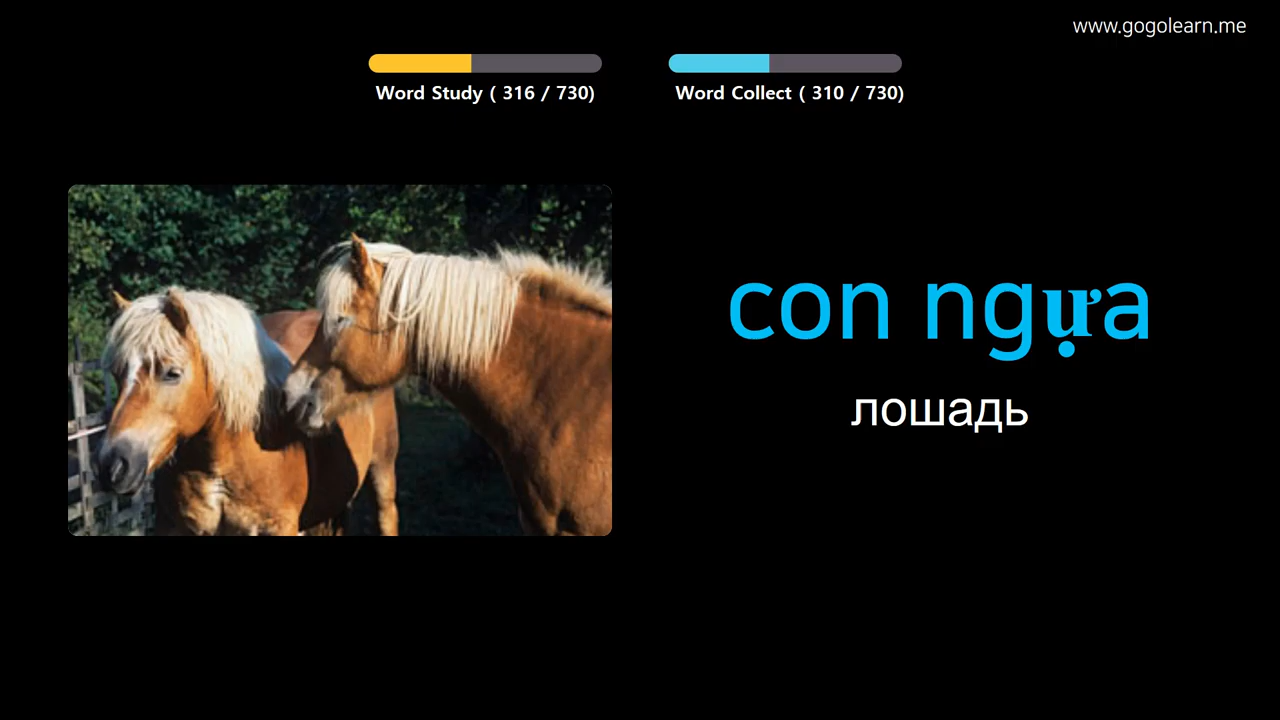 www.gogolearn.me
Word Study ( 316 / 730)
Word Collect ( 310 / 730)
con ngựa
лошадь